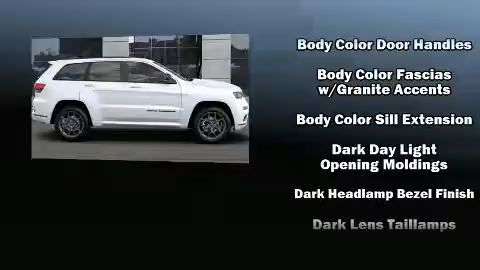 Body Color Door Handles
Body Color Fascias
w/Granite Accents
Body Color Sill Extension
Dark Day Light
Opening Moldings
Dark Headlamp Bezel Finish
Dark Lens Taillamps